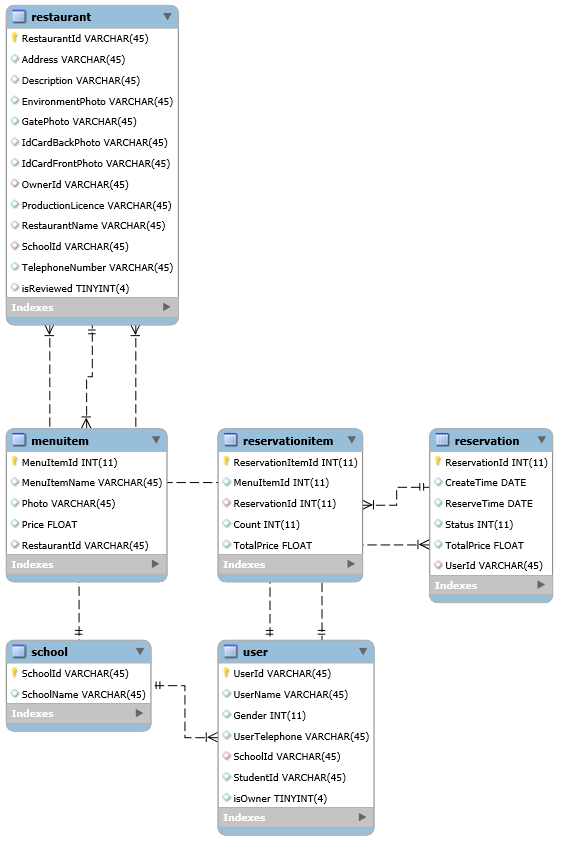 restaurant
RestaurantId VARCHAR(45)
Address VARCHAR(45)
Description VARCHAR(45)
EnvironmentPhoto VARCHAR(45)
GatePhoto VARCHAR(45)
IdCardBackPhoto VARCHAR(45)
IdCardFrontPhoto VARCHAR(45)
OwnerId VARCHAR(45)
ProductionLicence VARCHAR(45)
RestaurantName VARCHAR(45)
SchoolId VARCHAR(45)
TelephoneNumber VARCHAR(45)
isReviewed TINYINT(4)
Indexes
menuitem
MenuItemId INT(11)
MenuItemName VARCHAR(45)
Photo VARCHAR(45)
Price FLOAT
RestaurantId VARCHAR(45)
Indexes
reservationitem
ReservationItemId INT(11)
MenuItemId INT(11)
ReservationId INT(11)
Count INT(11)
TotalPrice FLOAT
Indexes
reservation
ReservationId INT(11)
CreateTime DATE
ReserveTime DATE
Status INT(11)
TotalPrice FLOAT
UserId VARCHAR(45)
Indexes
school
SchoolId VARCHAR(45)
SchoolName VARCHAR(45)
Indexes
user
UserId VARCHAR(45)
UserName VARCHAR(45)
Gender INT(11)
UserTelephone VARCHAR(45)
SchoolId VARCHAR(45)
StudentId VARCHAR(45)
isOwner TINYINT(4)
Indexes